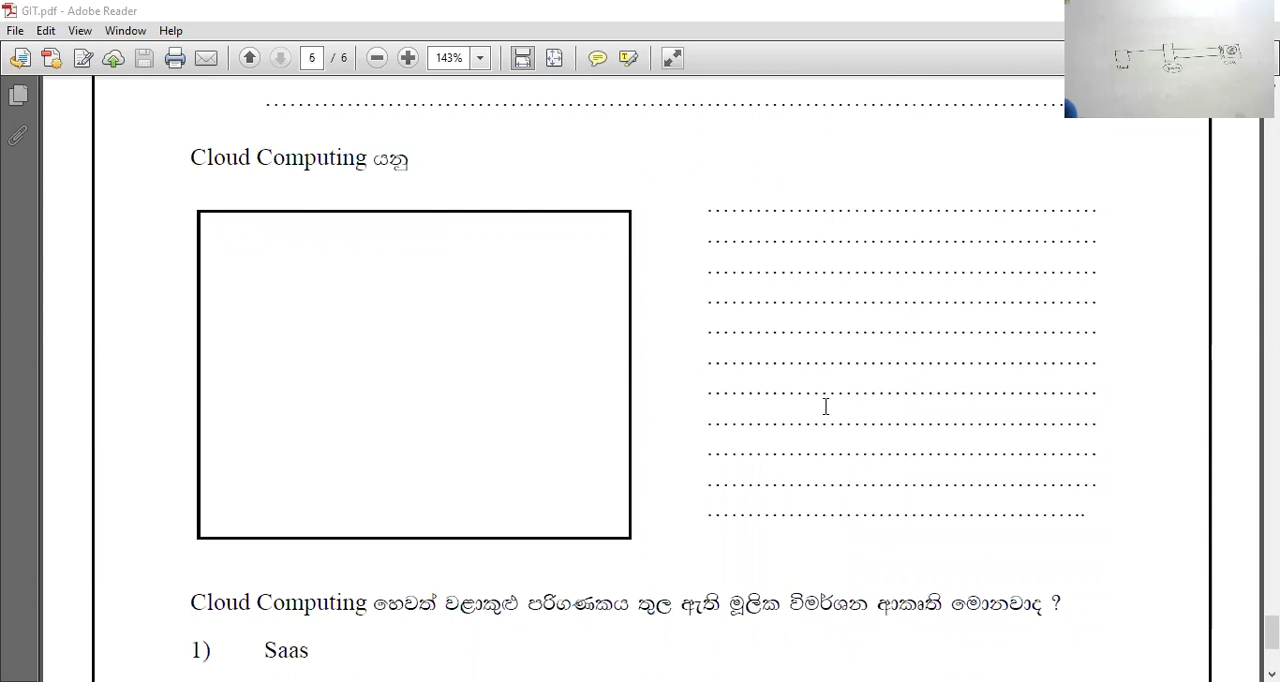 GIT.pdf - Adobe Reader
File Edit View Window Help
6 / 6 143%
................................................................
Cloud Computing යනු
................................................
................................................
................................................
................................................
................................................
................................................
................................................
................................................
................................................
................................................
................................................
Cloud Computing හෙවත් වළාකුළු පරිගණකය තුල ඇති මූලික විමර්ශන ආකෘති මොනවාද ?
1) Saas